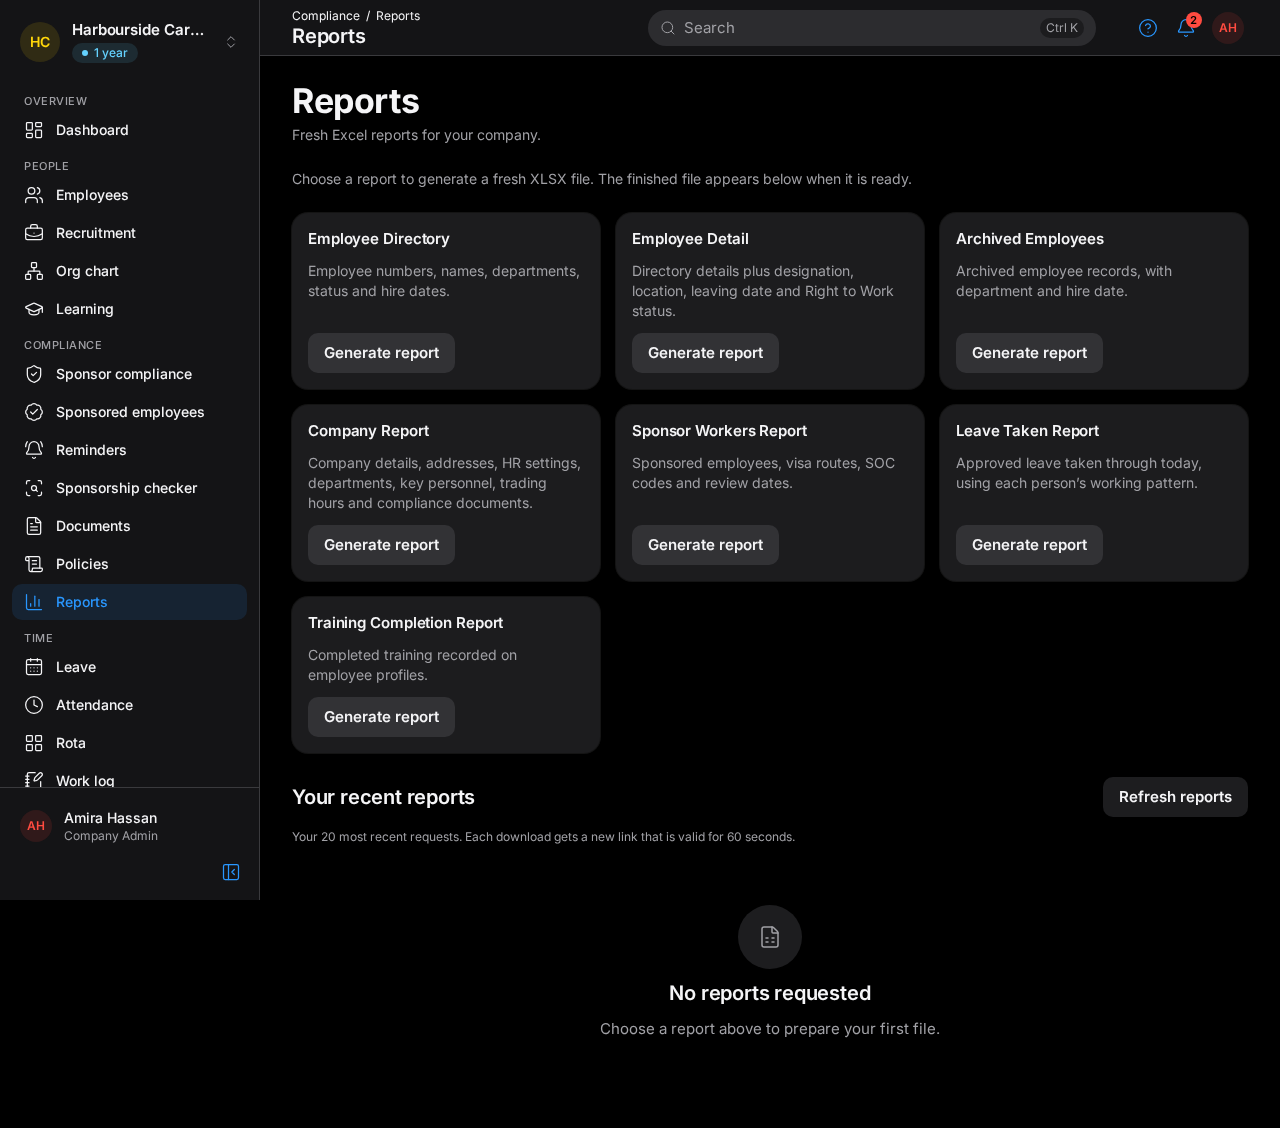 HC
Harbourside Car...
1 year
OVERVIEW
Dashboard
PEOPLE
Employees
Recruitment
Org chart
Learning
COMPLIANCE
Sponsor compliance
Sponsored employees
Reminders
Sponsorship checker
Documents
Policies
Reports
TIME
Leave
Attendance
Rota
Work log
AH
Amira Hassan
Company Admin
Compliance / Reports
Reports
Search
Ctrl K
2
AH
Reports
Fresh Excel reports for your company.
Choose a report to generate a fresh XLSX file. The finished file appears below when it is ready.
Employee Directory
Employee numbers, names, departments,
status and hire dates.
Generate report
Employee Detail
Directory details plus designation,
location, leaving date and Right to Work
status.
Generate report
Archived Employees
Archived employee records, with
department and hire date.
Generate report
Company Report
Company details, addresses, HR settings,
departments, key personnel, trading
hours and compliance documents.
Generate report
Sponsor Workers Report
Sponsored employees, visa routes, SOC
codes and review dates.
Generate report
Leave Taken Report
Approved leave taken through today,
using each person’s working pattern.
Generate report
Training Completion Report
Completed training recorded on
employee profiles.
Generate report
Your recent reports
Refresh reports
Your 20 most recent requests. Each download gets a new link that is valid for 60 seconds.
No reports requested
Choose a report above to prepare your first file.